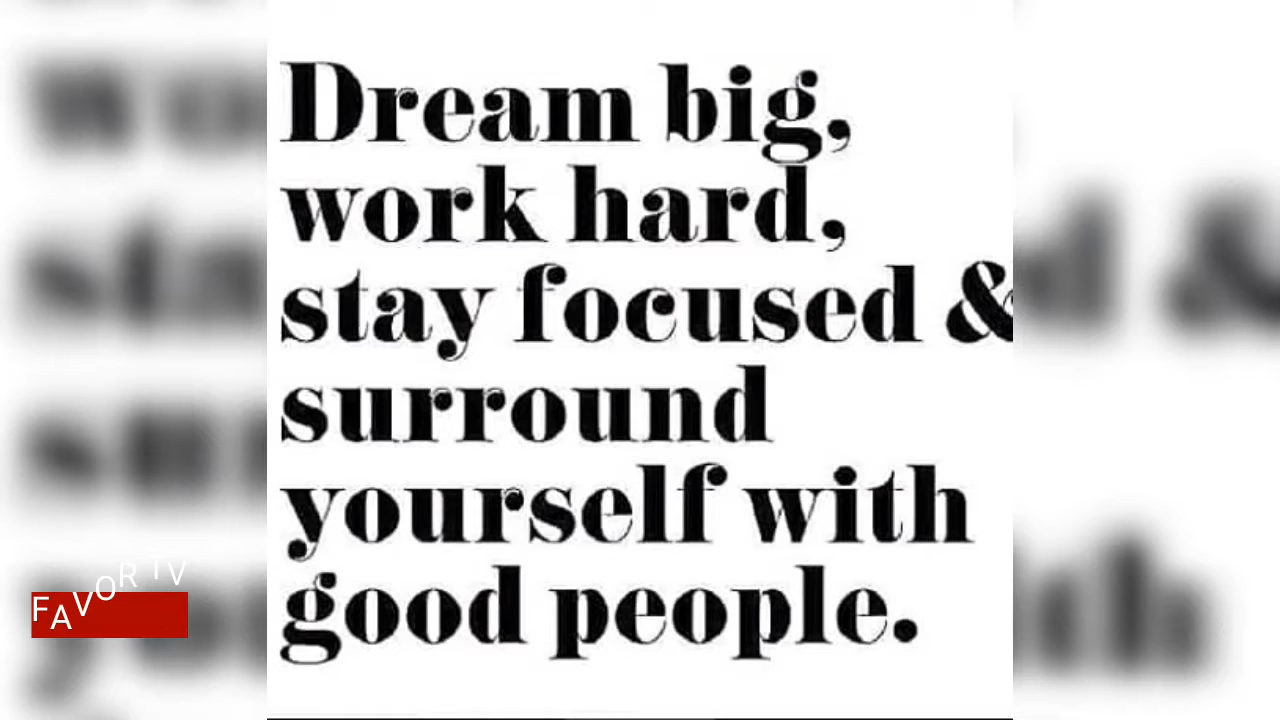 Dream big,
work hard,
stay focused &
surround
yourself with
good people.
FAVOR TV